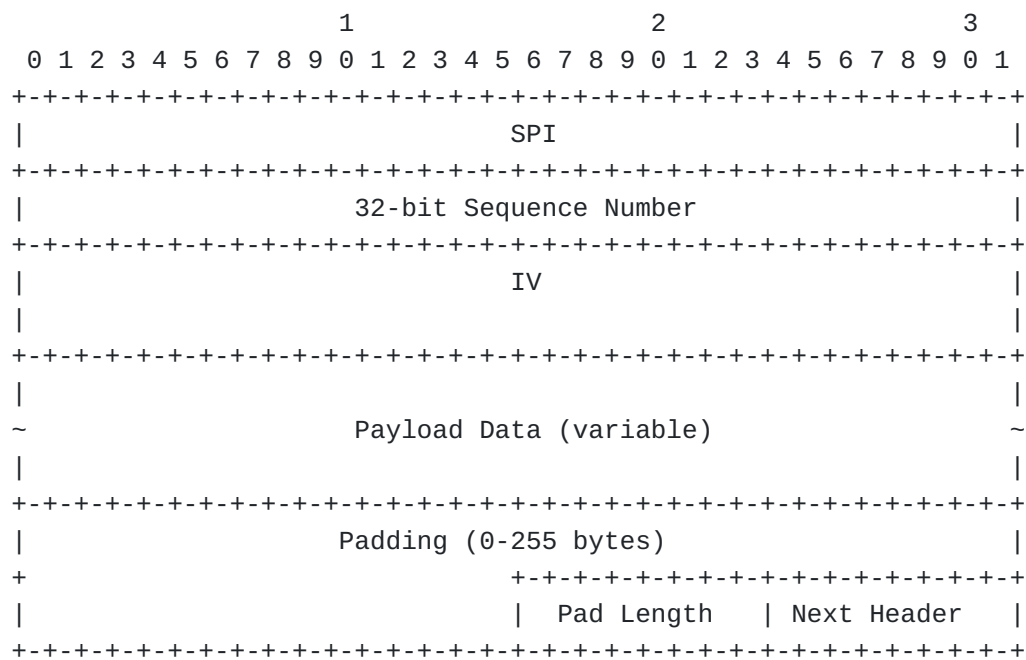 1                   2                   3
 0 1 2 3 4 5 6 7 8 9 0 1 2 3 4 5 6 7 8 9 0 1 2 3 4 5 6 7 8 9 0 1
+-+-+-+-+-+-+-+-+-+-+-+-+-+-+-+-+-+-+-+-+-+-+-+-+-+-+-+-+-+-+-+-+
|                               SPI                             |
+-+-+-+-+-+-+-+-+-+-+-+-+-+-+-+-+-+-+-+-+-+-+-+-+-+-+-+-+-+-+-+-+
|                     32-bit Sequence Number                    |
+-+-+-+-+-+-+-+-+-+-+-+-+-+-+-+-+-+-+-+-+-+-+-+-+-+-+-+-+-+-+-+-+
|                               IV                              |
|                                                               |
+-+-+-+-+-+-+-+-+-+-+-+-+-+-+-+-+-+-+-+-+-+-+-+-+-+-+-+-+-+-+-+-+
|                                                               |
~                     Payload Data (variable)                   ~
|                                                               |
+-+-+-+-+-+-+-+-+-+-+-+-+-+-+-+-+-+-+-+-+-+-+-+-+-+-+-+-+-+-+-+-+
|                    Padding (0-255 bytes)                      |
+                               +-+-+-+-+-+-+-+-+-+-+-+-+-+-+-+-+
|                               |  Pad Length   | Next Header   |
+-+-+-+-+-+-+-+-+-+-+-+-+-+-+-+-+-+-+-+-+-+-+-+-+-+-+-+-+-+-+-+-+